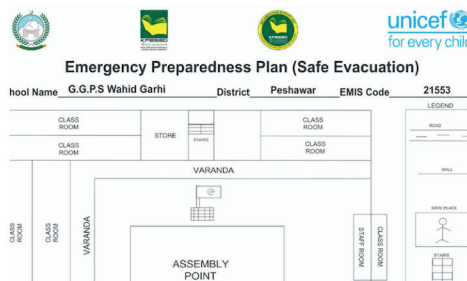 unicef
for every chil
Emergency Preparedness Plan (Safe Evacuation)
hool Name G.G.P.S Wahid Garhi District Peshawar EMIS Code 21553
LEGEND
CLASS
ROOM
CLASS
ROOM
STORE
STAIRS
CLASS
ROOM
CLASS
ROOM
ROAD
WALL
VARANDA
CLASS
ROOM
CLASS
ROOM
VARANDA
ASSEMBLY
POINT
STAFF ROOM
CLASS ROOM
SAFE PLACE
STAIRS